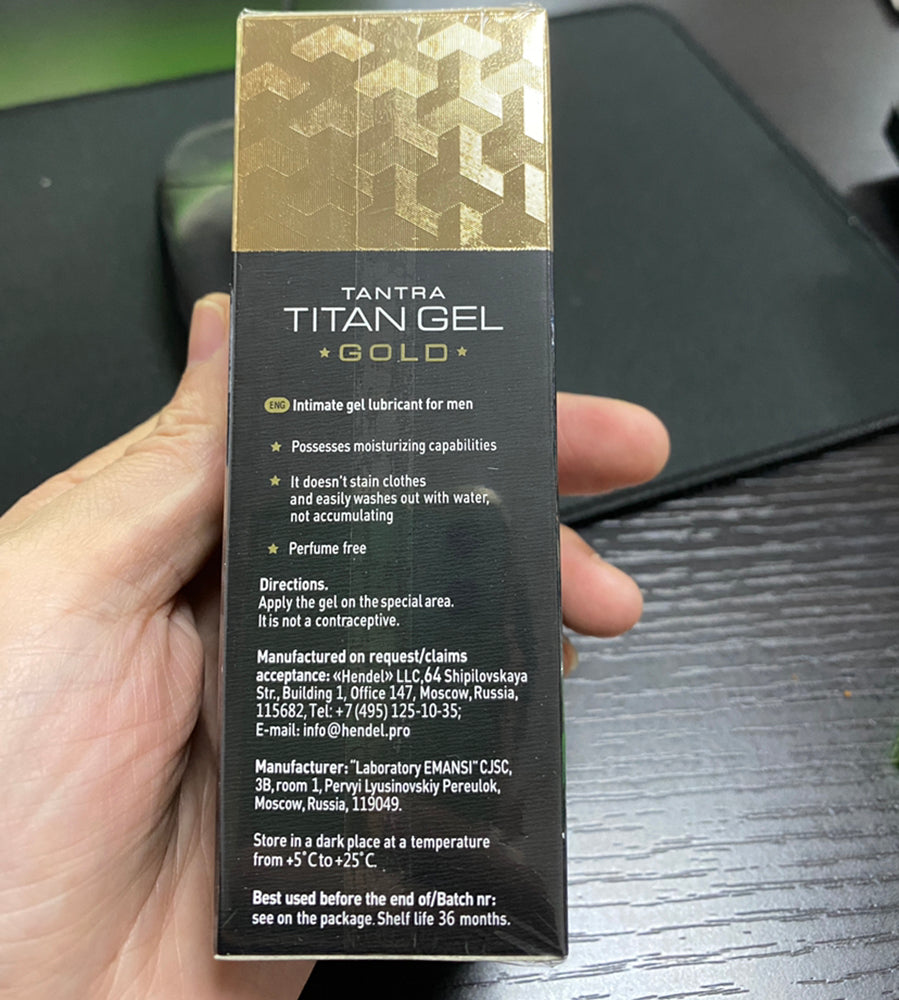 TANTRA
TITAN GEL
GOLD
ENG Intimate gel lubricant for men
Possesses moisturizing capabilities
It doesn't stain clothes
and easily washes out with water,
not accumulating
Perfume free
Directions.
Apply the gel on the special area.
It is not a contraceptive.
Manufactured on request/claims
acceptance: «Hendel» LLC,64 Shipilovskaya
Str., Building 1, Office 147, Moscow, Russia,
115682, Tel: +7 (495) 125-10-35;
E-mail: info@hendel.pro
Manufacturer: "Laboratory EMANSI" CJSC,
3B, room 1, Pervyi Lyusinovskiy Pereulok,
Moscow, Russia, 119049.
Store in a dark place at a temperature
from +5°C to +25°C.
Best used before the end of/Batch nr:
see on the package. Shelf life 36 months.